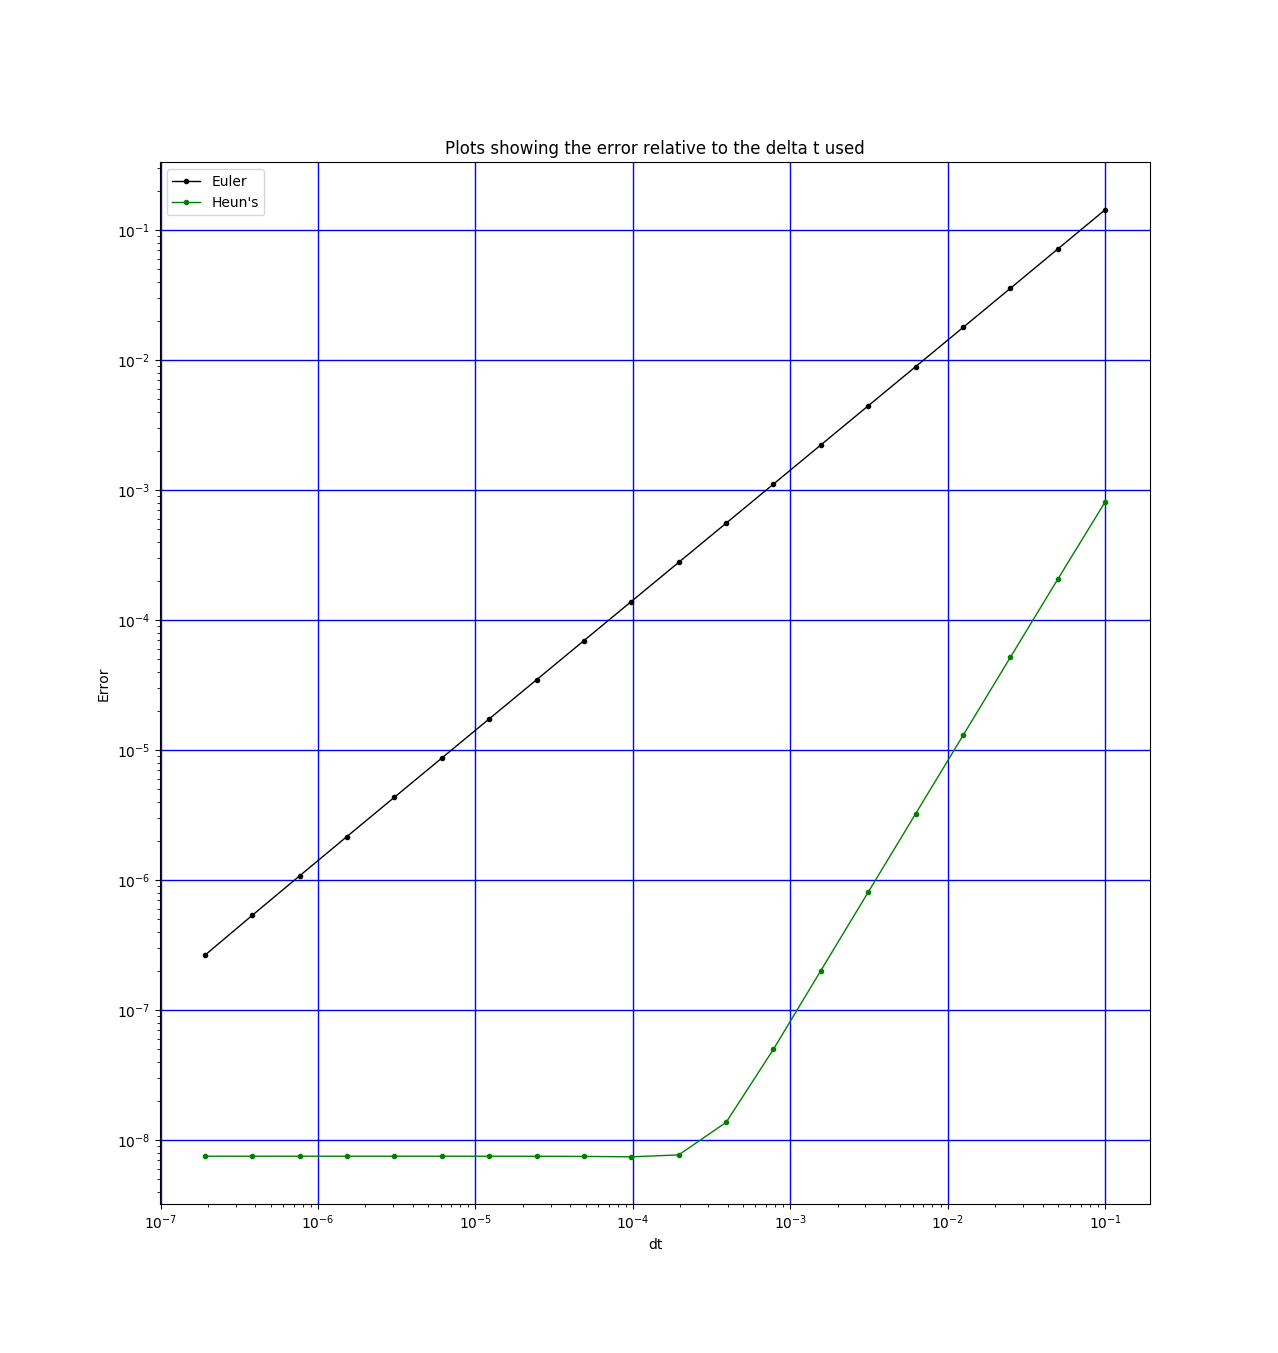 Plots showing the error relative to the delta t used
Euler
Heun's
10⁻¹
10⁻²
10⁻³
10⁻⁴
10⁻⁵
10⁻⁶
10⁻⁷
10⁻⁸
Error
10⁻⁷ 10⁻⁶ 10⁻⁵ 10⁻⁴ 10⁻³ 10⁻² 10⁻¹
dt